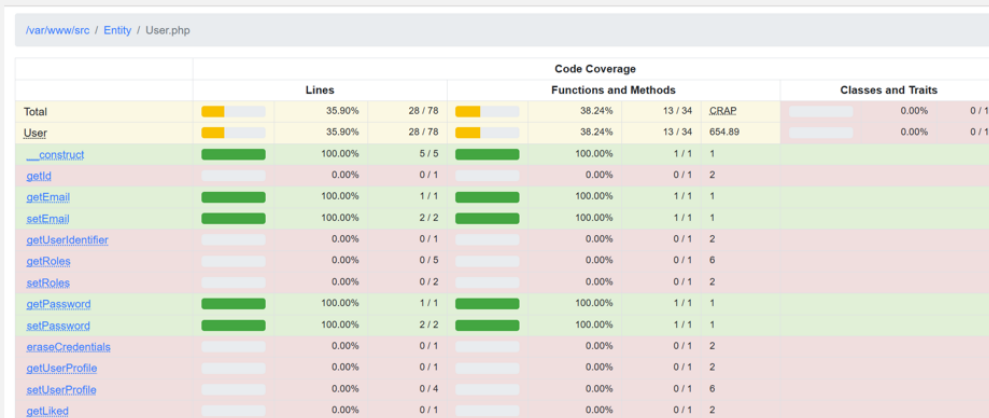 /var/www/src / Entity / User.php
Code Coverage
Lines Functions and Methods Classes and Traits
Total 35.90% 28 / 78 38.24% 13 / 34 CRAP 0.00% 0 / 1
User 35.90% 28 / 78 38.24% 13 / 34 654.89 0.00% 0 / 1
__construct 100.00% 5 / 5 100.00% 1 / 1 1
getId 0.00% 0 / 1 0.00% 0 / 1 2
getEmail 100.00% 1 / 1 100.00% 1 / 1 1
setEmail 100.00% 2 / 2 100.00% 1 / 1 1
getUserIdentifier 0.00% 0 / 1 0.00% 0 / 1 2
getRoles 0.00% 0 / 5 0.00% 0 / 1 6
setRoles 0.00% 0 / 2 0.00% 0 / 1 2
getPassword 100.00% 1 / 1 100.00% 1 / 1 1
setPassword 100.00% 2 / 2 100.00% 1 / 1 1
eraseCredentials 0.00% 0 / 1 0.00% 0 / 1 2
getUserProfile 0.00% 0 / 1 0.00% 0 / 1 2
setUserProfile 0.00% 0 / 4 0.00% 0 / 1 6
getLiked 0.00% 0 / 1 0.00% 0 / 1 2